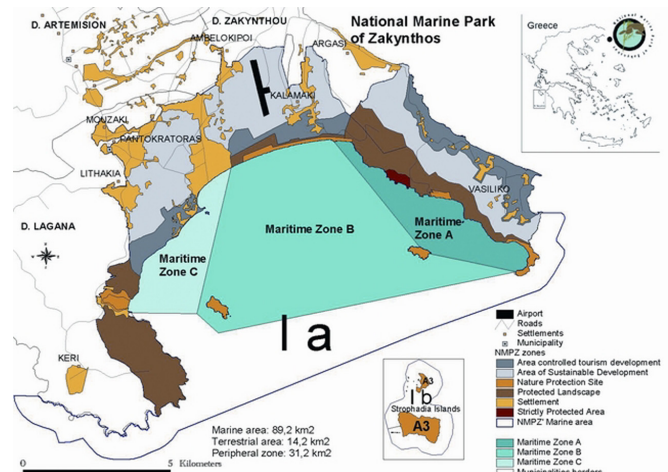 D. ARTEMISION
D. ZAKYNTHOU
National Marine Park
of Zakynthos
Greece
AMBELOKIPOI
ARGASI
KALAMAKI
MOUZAKI
PANTOKRATORAS
LITHAKIA
VASILIKO
D. LAGANA
Maritime Zone B
Maritime
Zone A
Maritime
Zone C
I a
KERI
A3
I b
Strophadia Islands
A3
Marine area: 89,2 km2
Terrestrial area: 14,2 km2
Peripheral zone: 31,2 km2
0 5 Kilometers
Airport
Roads
Settlements
Municipality
NMPZ zones
Area controlled tourism development
Area of Sustainable Development
Nature Protection Site
Protected Landscape
Settlement
Strictly Protected Area
NMPZ' Marine area
Maritime Zone A
Maritime Zone B
Maritime Zone C
Municipalities borders